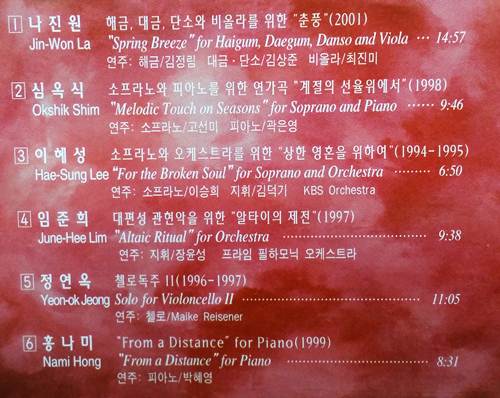 1 나진원 해금, 대금, 단소와 비올라를 위한 "춘풍"(2001)
Jin-Won La "Spring Breeze" for Haigum, Daegum, Danso and Viola ··· 14:57
연주: 해금/김정림 대금·단소/김상준 비올라/최진미
2 심옥식 소프라노와 피아노를 위한 연가곡 "계절의 선율위에서"(1998)
Okshik Shim "Melodic Touch on Seasons" for Soprano and Piano ······ 9:46
연주: 소프라노/고선미 피아노/곽은영
3 이혜성 소프라노와 오케스트라를 위한 "상한 영혼을 위하여"(1994-1995)
Hae-Sung Lee "For the Broken Soul" for Soprano and Orchestra ········· 6:50
연주: 소프라노/이승희 지휘/김덕기 KBS Orchestra
4 임준희 대편성 관현악을 위한 "알타이의 제전"(1997)
June-Hee Lim "Altaic Ritual" for Orchestra ······································ 9:38
연주: 지휘/장윤성 프라임 필하모닉 오케스트라
5 정연옥 첼로독주 II(1996-1997)
Yeon-ok Jeong Solo for Violoncello II ············································ 11:05
연주: 첼로/Maike Reisener
6 홍나미 "From a Distance" for Piano(1999)
Nami Hong "From a Distance" for Piano ···································· 8:31
연주: 피아노/박혜영